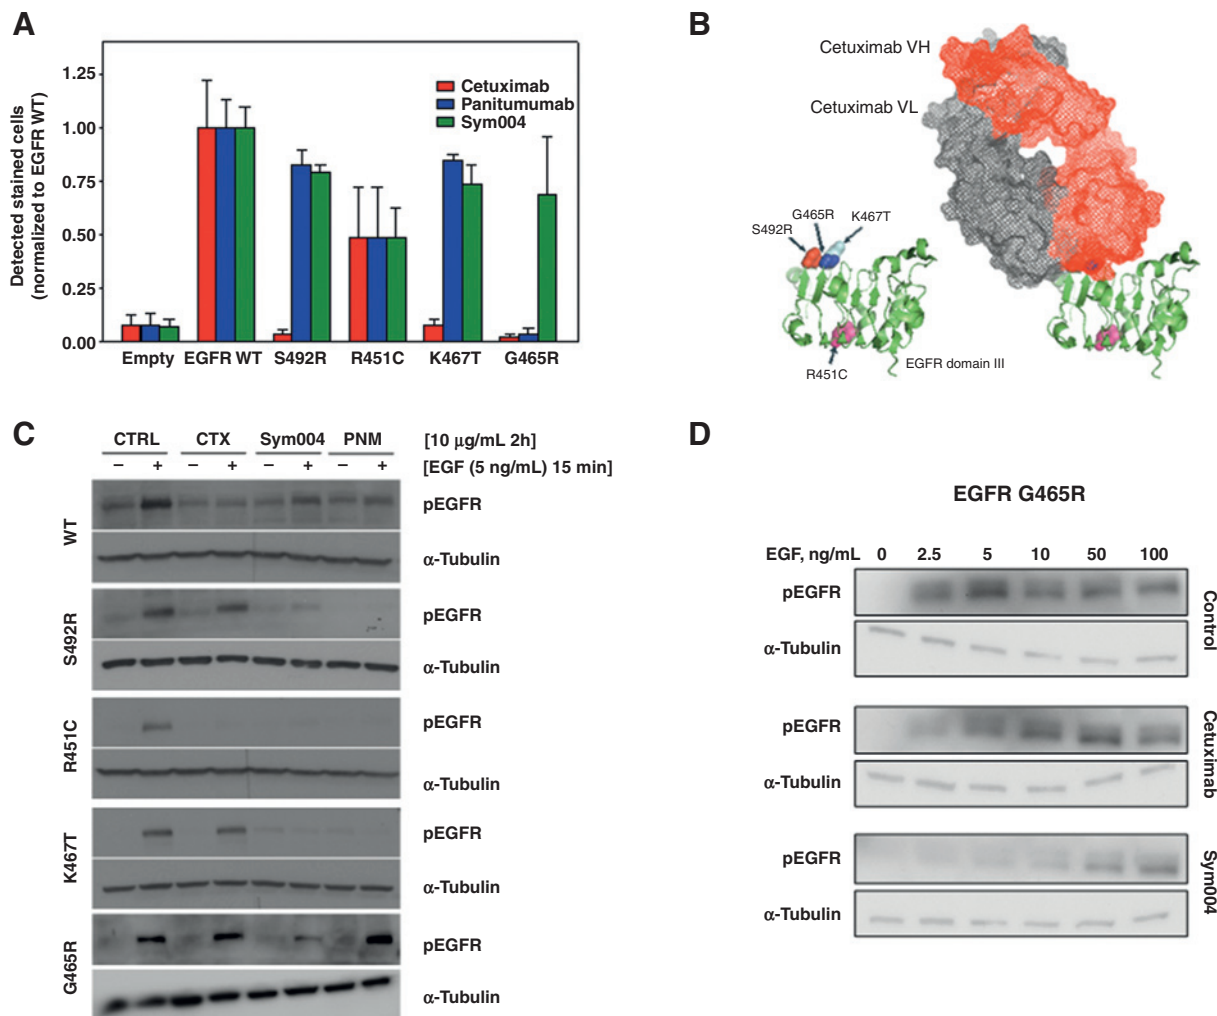 A
Detected stained cells
(normalized to EGFR WT)
1.25
1.00
0.75
0.50
0.25
0.00
Cetuximab
Panitumumab
Sym004
Empty EGFR WT S492R R451C K467T G465R
B
Cetuximab VH
Cetuximab VL
G465R
K467T
S492R
R451C
EGFR domain III
C
CTRL CTX Sym004 PNM [10 µg/mL 2h]
– + – + – + – + [EGF (5 ng/mL) 15 min]
WT
pEGFR
α-Tubulin
S492R
pEGFR
α-Tubulin
R451C
pEGFR
α-Tubulin
K467T
pEGFR
α-Tubulin
G465R
pEGFR
α-Tubulin
D
EGFR G465R
EGF, ng/mL 0 2.5 5 10 50 100
pEGFR
α-Tubulin
Control
pEGFR
α-Tubulin
Cetuximab
pEGFR
α-Tubulin
Sym004